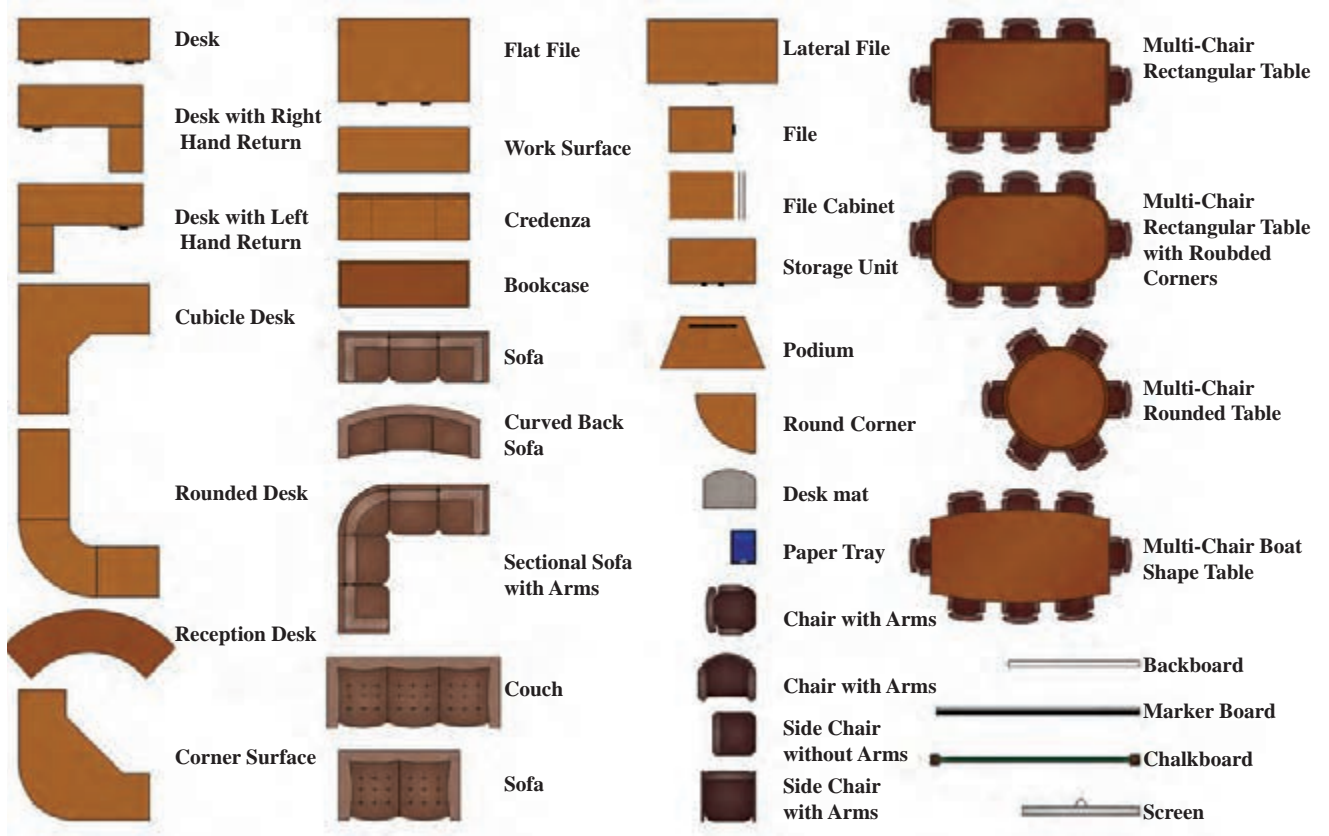 Desk
Desk with Right
Hand Return
Desk with Left
Hand Return
Cubicle Desk
Rounded Desk
Reception Desk
Corner Surface
Flat File
Work Surface
Credenza
Bookcase
Sofa
Curved Back
Sofa
Sectional Sofa
with Arms
Couch
Sofa
Lateral File
File
File Cabinet
Storage Unit
Podium
Round Corner
Desk mat
Paper Tray
Chair with Arms
Chair with Arms
Side Chair
without Arms
Side Chair
with Arms
Multi-Chair
Rectangular Table
Multi-Chair
Rectangular Table
with Roubded
Corners
Multi-Chair
Rounded Table
Multi-Chair Boat
Shape Table
Backboard
Marker Board
Chalkboard
Screen